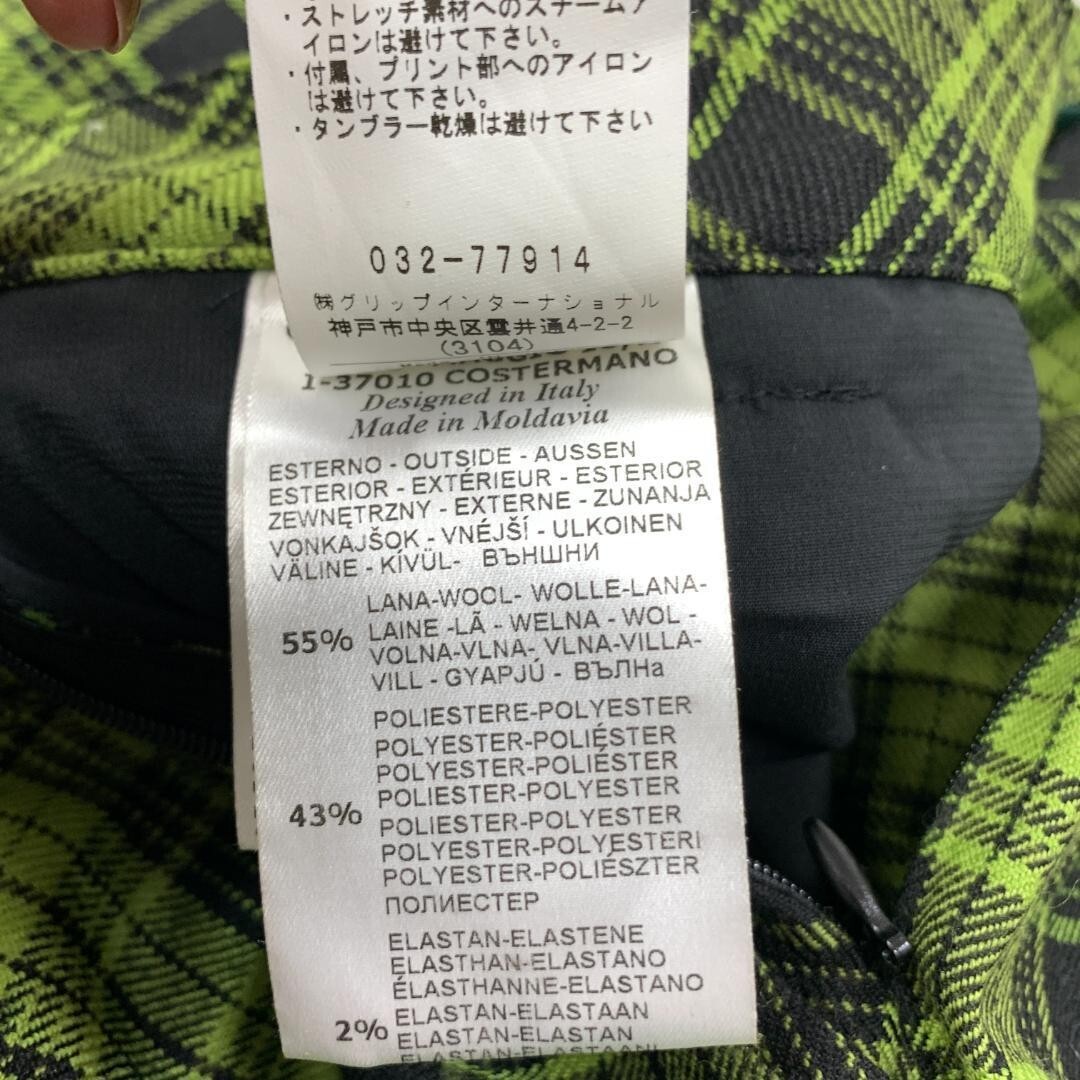 ・ストレッチ素材へのスチームア
イロンは避けて下さい。
・付属、プリント部へのアイロン
は避けて下さい。
・タンブラー乾燥は避けて下さい
032-77914
㈱グリップインターナショナル
神戸市中央区雲井通4-2-2
(3104)
1-37010 COSTERMANO
Designed in Italy
Made in Moldavia
ESTERNO - OUTSIDE - AUSSEN
ESTERIOR - EXTÉRIEUR - ESTERIOR
ZEWNĘTRZNY - EXTERNE - ZUNANJA
VONKAJŠOK - VNÉJŠÍ - ULKOINEN
VÄLINE - KÍVÜL- ВЪНШНИ
LANA-WOOL- WOLLE-LANA-
55% LAINE -LÃ - WELNA - WOL -
VOLNA-VLNA- VLNA-VILLA-
VILL - GYAPJÚ - ВЪЛНа
POLIESTERE-POLYESTER
POLYESTER-POLIÉSTER
POLYESTER-POLIÉSTER
POLIESTER-POLYESTER
43% POLIESTER-POLYESTER
POLYESTER-POLYESTERI
POLYESTER-POLIÉSZTER
ПОЛИЕСТЕР
ELASTAN-ELASTENE
ELASTHAN-ELASTANO
ÉLASTHANNE-ELASTANO
2% ELASTAN-ELASTAAN
ELASTAN-ELASTAN
ELASTAN-ELASTAANI